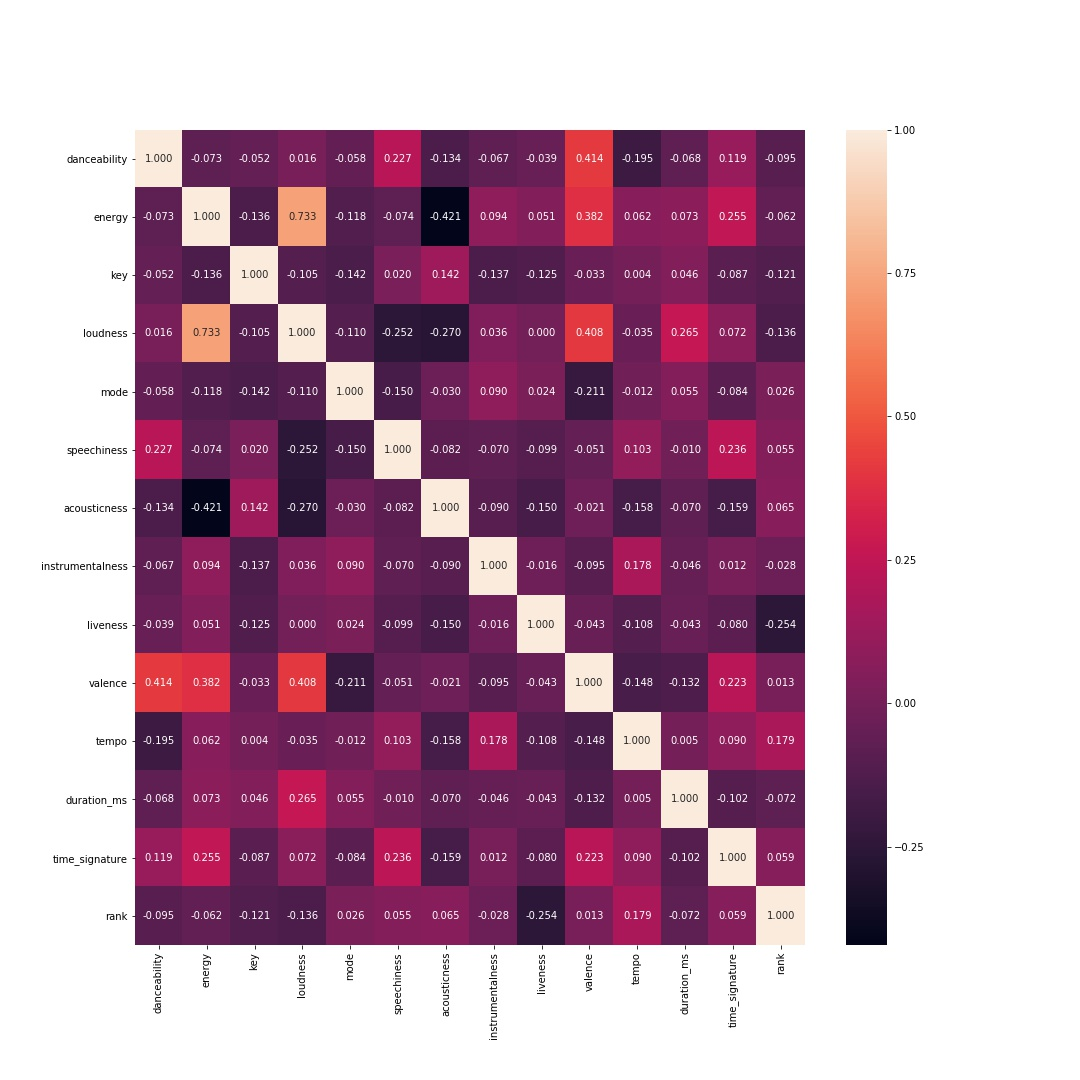 danceability 1.000 -0.073 -0.052 0.016 -0.058 0.227 -0.134 -0.067 -0.039 0.414 -0.195 -0.068 0.119 -0.095
energy -0.073 1.000 -0.136 0.733 -0.118 -0.074 -0.421 0.094 0.051 0.382 0.062 0.073 0.255 -0.062
key -0.052 -0.136 1.000 -0.105 -0.142 0.020 0.142 -0.137 -0.125 -0.033 0.004 0.046 -0.087 -0.121
loudness 0.016 0.733 -0.105 1.000 -0.110 -0.252 -0.270 0.036 0.000 0.408 -0.035 0.265 0.072 -0.136
mode -0.058 -0.118 -0.142 -0.110 1.000 -0.150 -0.030 0.090 0.024 -0.211 -0.012 0.055 -0.084 0.026
speechiness 0.227 -0.074 0.020 -0.252 -0.150 1.000 -0.082 -0.070 -0.099 -0.051 0.103 -0.010 0.236 0.055
acousticness -0.134 -0.421 0.142 -0.270 -0.030 -0.082 1.000 -0.090 -0.150 -0.021 -0.158 -0.070 -0.159 0.065
instrumentalness -0.067 0.094 -0.137 0.036 0.090 -0.070 -0.090 1.000 -0.016 -0.095 0.178 -0.046 0.012 -0.028
liveness -0.039 0.051 -0.125 0.000 0.024 -0.099 -0.150 -0.016 1.000 -0.043 -0.108 -0.043 -0.080 -0.254
valence 0.414 0.382 -0.033 0.408 -0.211 -0.051 -0.021 -0.095 -0.043 1.000 -0.148 -0.132 0.223 0.013
tempo -0.195 0.062 0.004 -0.035 -0.012 0.103 -0.158 0.178 -0.108 -0.148 1.000 0.005 0.090 0.179
duration_ms -0.068 0.073 0.046 0.265 0.055 -0.010 -0.070 -0.046 -0.043 -0.132 0.005 1.000 -0.102 -0.072
time_signature 0.119 0.255 -0.087 0.072 -0.084 0.236 -0.159 0.012 -0.080 0.223 0.090 -0.102 1.000 0.059
rank -0.095 -0.062 -0.121 -0.136 0.026 0.055 0.065 -0.028 -0.254 0.013 0.179 -0.072 0.059 1.000
danceability
energy
key
loudness
mode
speechiness
acousticness
instrumentalness
liveness
valence
tempo
duration_ms
time_signature
rank
1.00
0.75
0.50
0.25
0.00
−0.25